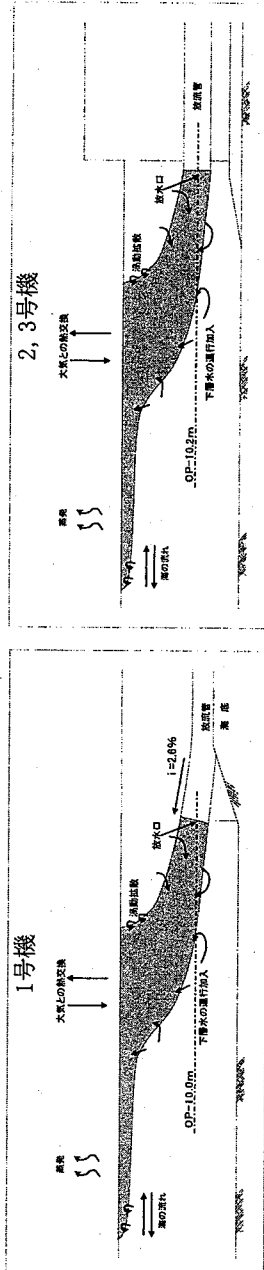 1号機
大気との熱交換
蒸発
海の流れ
渦動拡散
放水口
i=2.6%
放流管
海底
OP-10.0m
下層水の連行加入
2, 3号機
大気との熱交換
蒸発
海の流れ
渦動拡散
放水口
放流管
OP-10.2m
下層水の連行加入